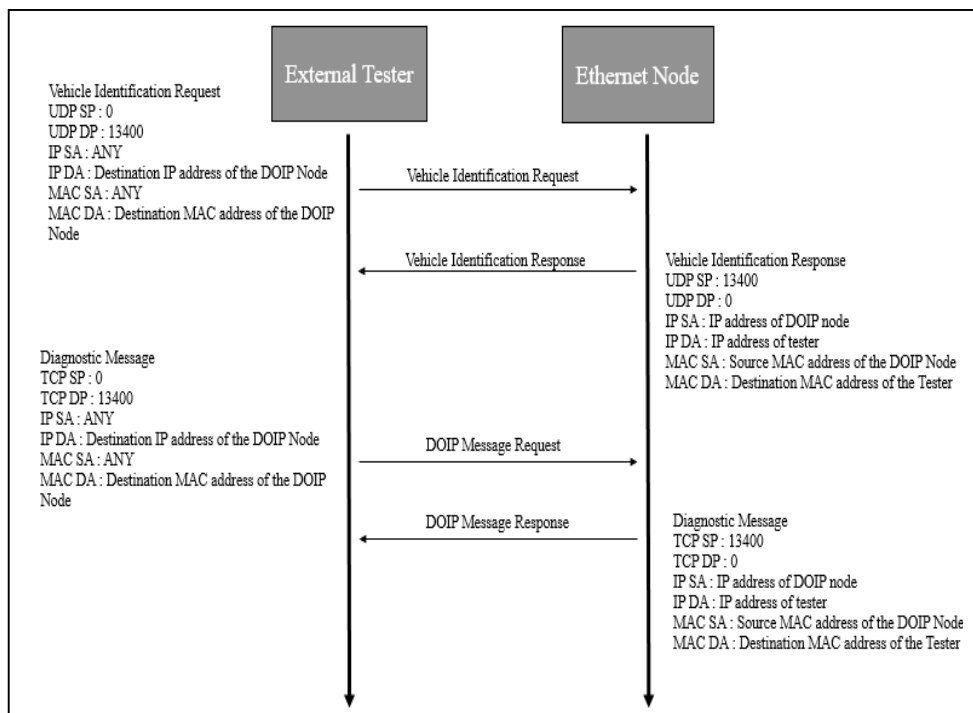 External Tester
Ethernet Node
Vehicle Identification Request
UDP SP : 0
UDP DP : 13400
IP SA : ANY
IP DA : Destination IP address of the DOIP Node
MAC SA : ANY
MAC DA : Destination MAC address of the DOIP
Node
Vehicle Identification Request
Vehicle Identification Response
Vehicle Identification Response
UDP SP : 13400
UDP DP : 0
IP SA : IP address of DOIP node
IP DA : IP address of tester
MAC SA : Source MAC address of the DOIP Node
MAC DA : Destination MAC address of the Tester
Diagnostic Message
TCP SP : 0
TCP DP : 13400
IP SA : ANY
IP DA : Destination IP address of the DOIP Node
MAC SA : ANY
MAC DA : Destination MAC address of the DOIP
Node
DOIP Message Request
DOIP Message Response
Diagnostic Message
TCP SP : 13400
TCP DP : 0
IP SA : IP address of DOIP node
IP DA : IP address of tester
MAC SA : Source MAC address of the DOIP Node
MAC DA : Destination MAC address of the Tester